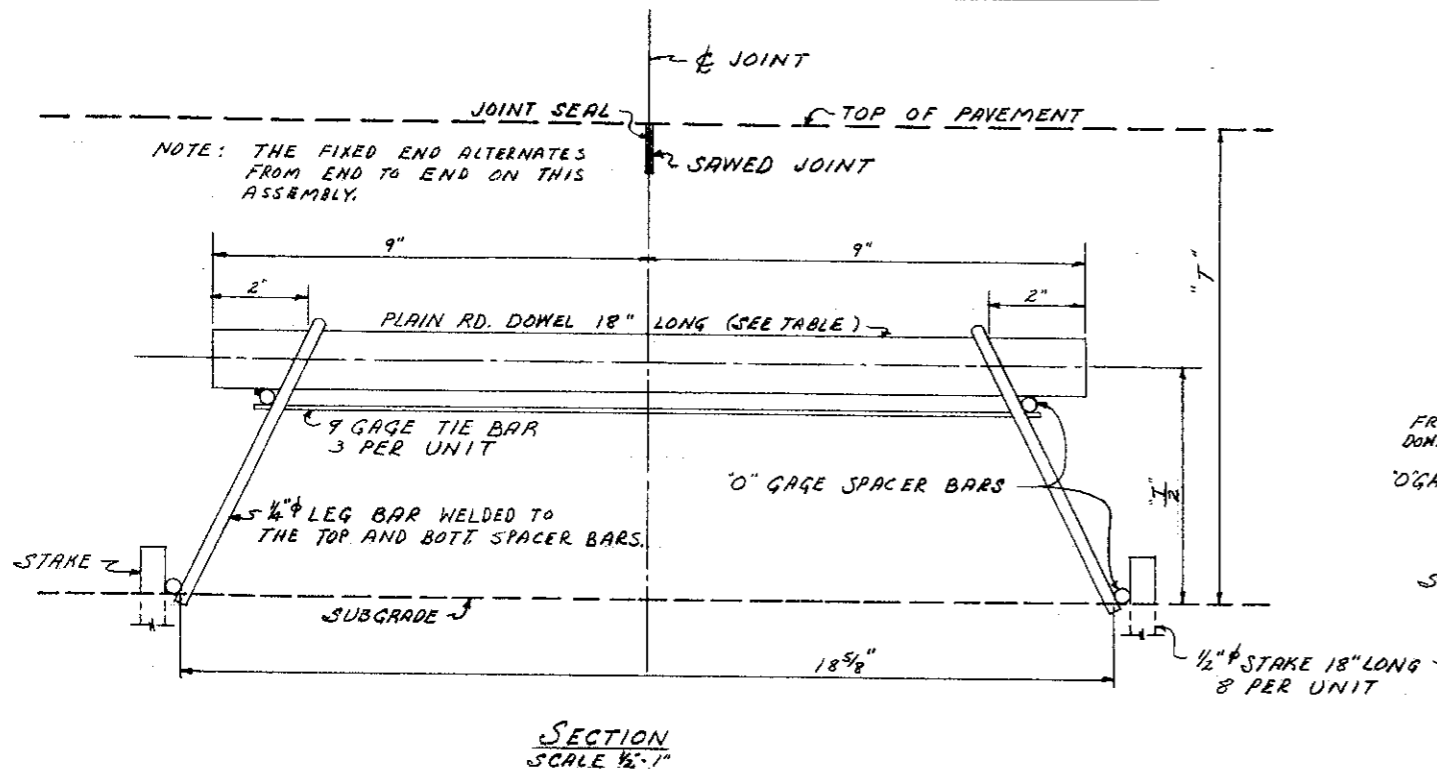 ℄ JOINT
JOINT SEAL
TOP OF PAVEMENT
NOTE: THE FIXED END ALTERNATES
FROM END TO END ON THIS
ASSEMBLY.
SAWED JOINT
9"
9"
"T"
2"
2"
PLAIN RD. DOWEL 18" LONG (SEE TABLE)
9 GAGE TIE BAR
3 PER UNIT
"O" GAGE SPACER BARS
"T"/2
FR
DOW
"O"GA
1/4"ϕ LEG BAR WELDED TO
THE TOP AND BOTT. SPACER BARS.
STAKE
S
SUBGRADE
18 5/8"
1/2"ϕ STAKE 18" LONG
8 PER UNIT
SECTION
SCALE 1/2"-1"